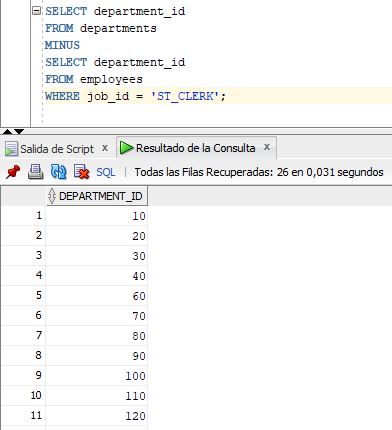 SELECT department_id
FROM departments
MINUS
SELECT department_id
FROM employees
WHERE job_id = 'ST_CLERK';
Salida de Script x Resultado de la Consulta x
SQL | Todas las Filas Recuperadas: 26 en 0,031 segundos
DEPARTMENT_ID
1 10
2 20
3 30
4 40
5 60
6 70
7 80
8 90
9 100
10 110
11 120